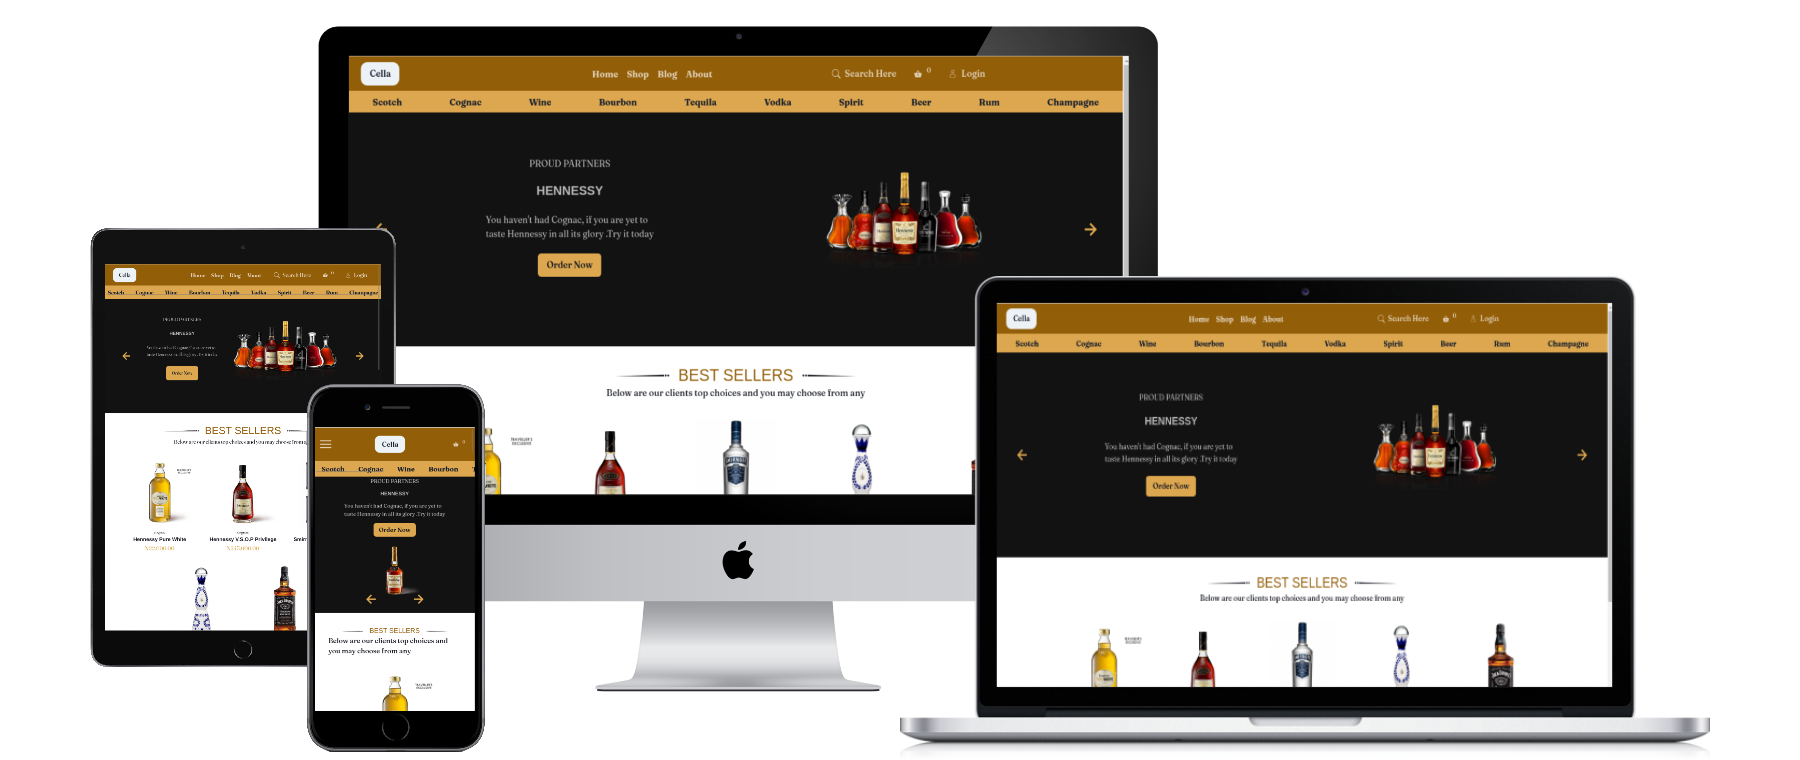 Cella
Home Shop Blog About
Search Here 0 Login
Scotch Cognac Wine Bourbon Tequila Vodka Spirit Beer Rum Champagne
PROUD PARTNERS
HENNESSY
You haven't had Cognac, if you are yet to
taste Hennessy in all its glory .Try it today
Order Now
BEST SELLERS
Below are our clients top choices and you may choose from any
Cella
Home Shop Blog About Search Here 0 Login
Scotch Cognac Wine Bourbon Tequila Vodka Spirit Beer Rum Champagne
PROUD PARTNERS
HENNESSY
You haven't had Cognac, if you are yet to
taste Hennessy in all its glory .Try it today
Order Now
BEST SELLERS
Below are our clients top choices and you may choose from
Hennessy Pure White
Hennessy V.S.O.P Privilege
Cella 0
Scotch Cognac Wine Bourbon T
PROUD PARTNERS
HENNESSY
You haven't had Cognac, if you are yet to
taste Hennessy in all its glory .Try it today
Order Now
BEST SELLERS
Below are our clients top choices and
you may choose from any
Cella
Home Shop Blog About
Search Here 0 Login
Scotch Cognac Wine Bourbon Tequila Vodka Spirit Beer Rum Champagne
PROUD PARTNERS
HENNESSY
You haven't had Cognac, if you are yet to
taste Hennessy in all its glory .Try it today
Order Now
BEST SELLERS
Below are our clients top choices and you may choose from any